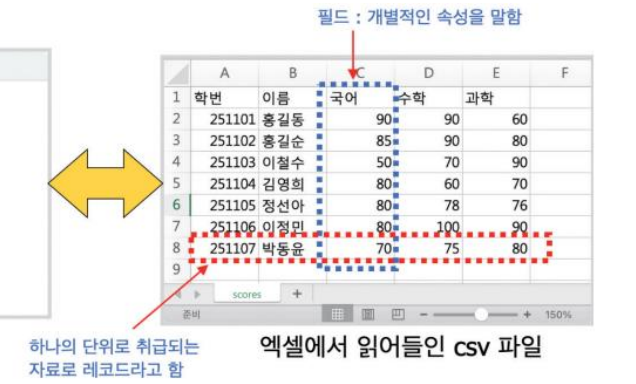 필드 : 개별적인 속성을 말함
A B C D E F
1 학번 이름 국어 수학 과학
2 251101 홍길동 90 90 60
3 251102 홍길순 85 90 80
4 251103 이철수 50 70 90
5 251104 김영희 80 60 70
6 251105 정선아 80 78 76
7 251106 이정민 80 100 90
8 251107 박동윤 70 75 80
9
scores +
준비 150%
하나의 단위로 취급되는
자료로 레코드라고 함
엑셀에서 읽어들인 csv 파일